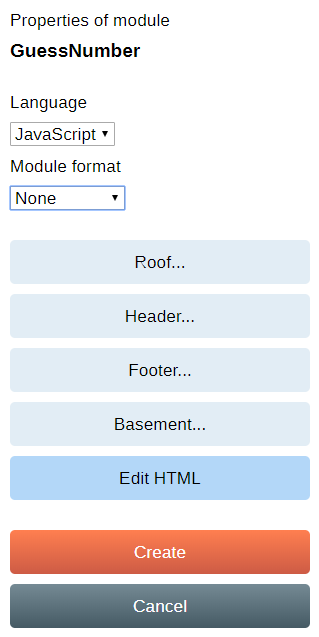 Properties of module
GuessNumber
Language
JavaScript
Module format
None
Roof...
Header...
Footer...
Basement...
Edit HTML
Create
Cancel